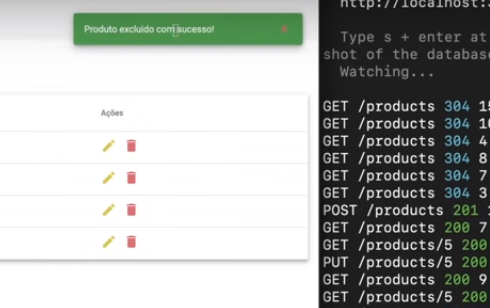 Produto excluido com sucesso!
Ações
http://localhost:
Type s + enter at
shot of the databas
Watching...
GET /products 304 15
GET /products 304 10
GET /products 304 4
GET /products 304 8
GET /products 304 7
GET /products 304 3
POST /products 201 1
GET /products 200 7
GET /products/5 200
PUT /products/5 200
GET /products 200 9
GET /products/5 200